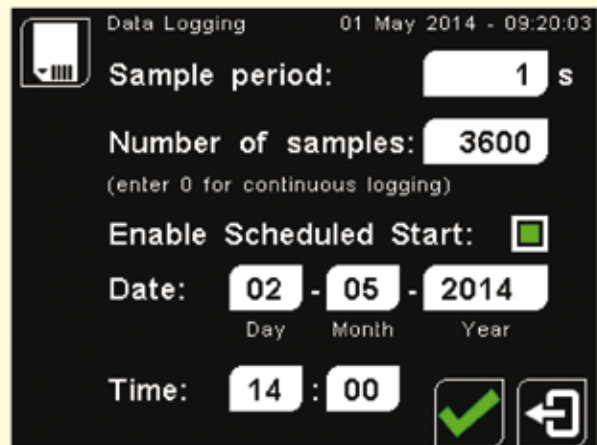 Data Logging 01 May 2014 - 09:20:03
Sample period: 1 s
Number of samples: 3600
(enter 0 for continuous logging)
Enable Scheduled Start:
Date: 02 - 05 - 2014
Day Month Year
Time: 14 : 00